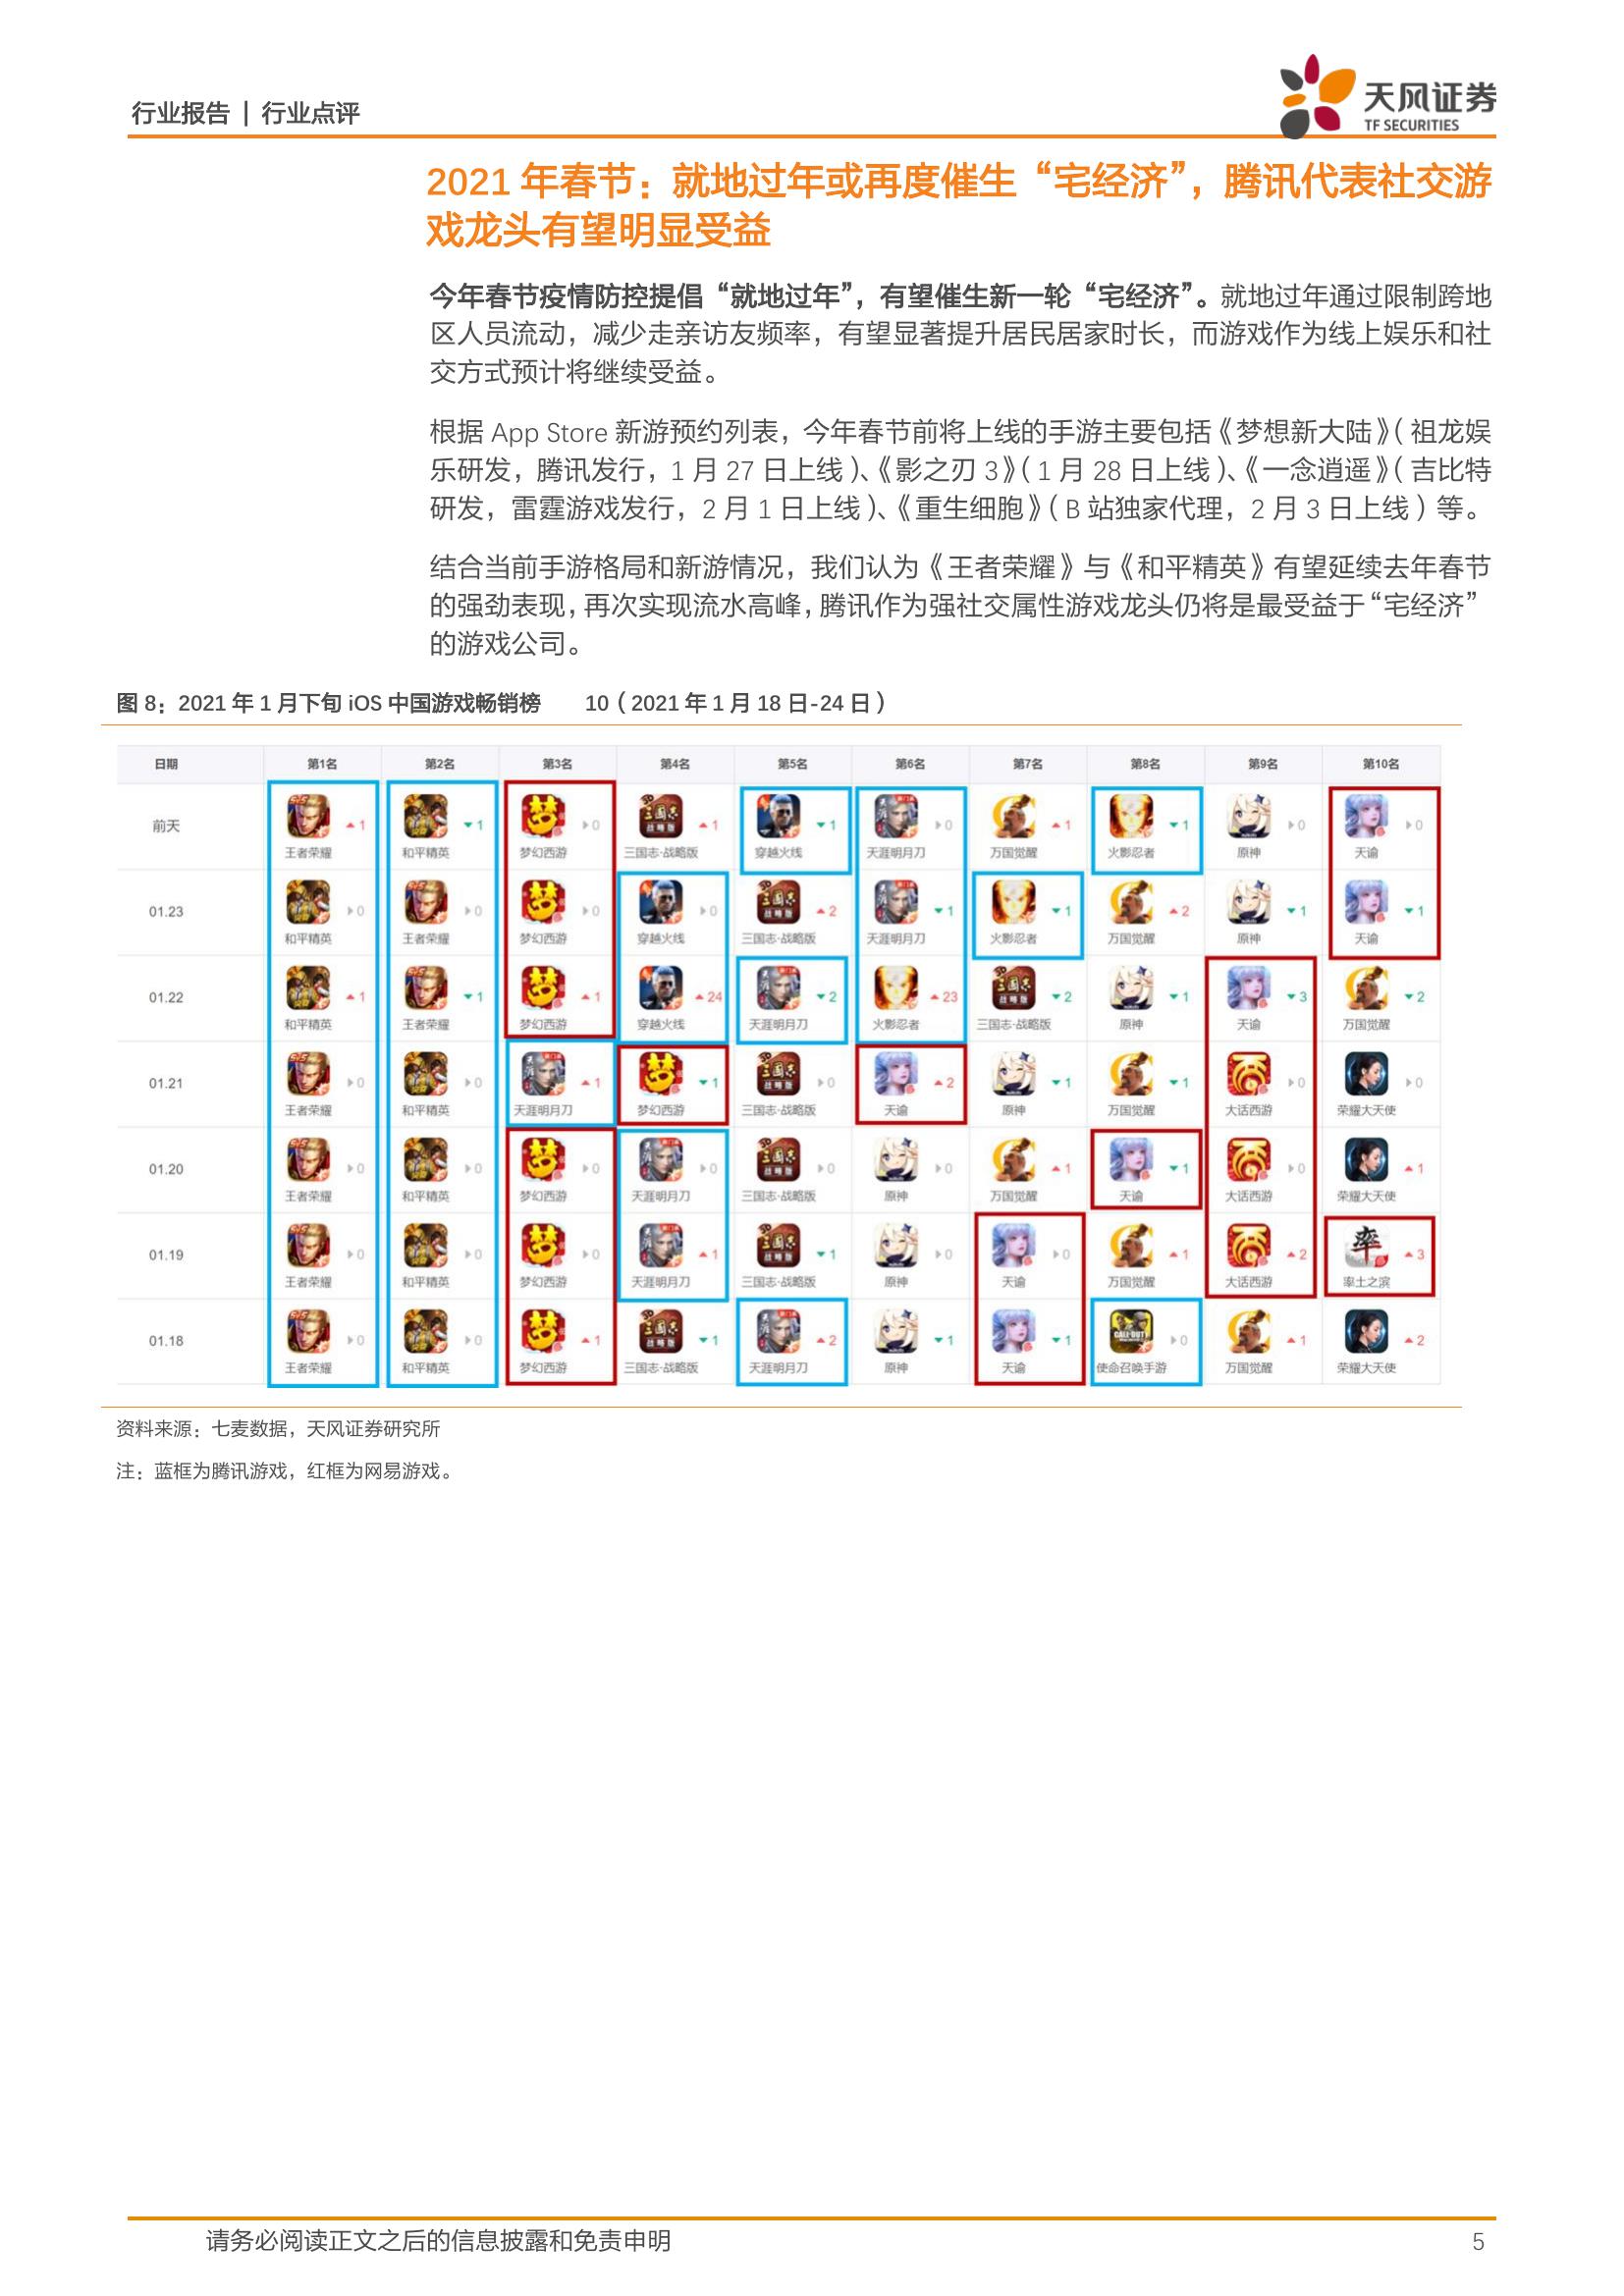 行业报告 | 行业点评
天风证券
TF SECURITIES
2021 年春节：就地过年或再度催生“宅经济”，腾讯代表社交游
戏龙头有望明显受益
今年春节疫情防控提倡“就地过年”，有望催生新一轮“宅经济”。就地过年通过限制跨地
区人员流动，减少走亲访友频率，有望显著提升居民居家时长，而游戏作为线上娱乐和社
交方式预计将继续受益。
根据 App Store 新游预约列表，今年春节前将上线的手游主要包括《梦想新大陆》（祖龙娱
乐研发，腾讯发行，1 月 27 日上线）、《影之刃 3》（1 月 28 日上线）、《一念逍遥》（吉比特
研发，雷霆游戏发行，2 月 1 日上线）、《重生细胞》（B 站独家代理，2 月 3 日上线）等。
结合当前手游格局和新游情况，我们认为《王者荣耀》与《和平精英》有望延续去年春节
的强劲表现，再次实现流水高峰，腾讯作为强社交属性游戏龙头仍将是最受益于“宅经济”
的游戏公司。
图 8：2021 年 1 月下旬 iOS 中国游戏畅销榜 10（2021 年 1 月 18 日-24 日）
日期 第1名 第2名 第3名 第4名 第5名 第6名 第7名 第8名 第9名 第10名
前天 1 1 0 1 1 0 1 1 0 0
王者荣耀 和平精英 梦幻西游 三国志·战略版 穿越火线 天涯明月刀 万国觉醒 火影忍者 原神 天谕
01.23 0 0 0 0 2 1 1 2 1 1
和平精英 王者荣耀 梦幻西游 穿越火线 三国志·战略版 天涯明月刀 火影忍者 万国觉醒 原神 天谕
01.22 1 1 1 24 2 23 2 1 3 2
和平精英 王者荣耀 梦幻西游 穿越火线 天涯明月刀 火影忍者 三国志·战略版 原神 天谕 万国觉醒
01.21 0 0 1 1 0 2 1 1 0 0
王者荣耀 和平精英 天涯明月刀 梦幻西游 三国志·战略版 天谕 原神 万国觉醒 大话西游 荣耀大天使
01.20 0 0 0 0 0 0 1 1 0 1
王者荣耀 和平精英 梦幻西游 天涯明月刀 三国志·战略版 原神 万国觉醒 天谕 大话西游 荣耀大天使
01.19 0 0 0 1 1 0 0 1 2 3
王者荣耀 和平精英 梦幻西游 天涯明月刀 三国志·战略版 原神 天谕 万国觉醒 大话西游 率土之滨
01.18 0 0 1 1 2 1 1 0 1 2
王者荣耀 和平精英 梦幻西游 三国志·战略版 天涯明月刀 原神 天谕 使命召唤手游 万国觉醒 荣耀大天使
资料来源：七麦数据，天风证券研究所
注：蓝框为腾讯游戏，红框为网易游戏。
请务必阅读正文之后的信息披露和免责申明 5